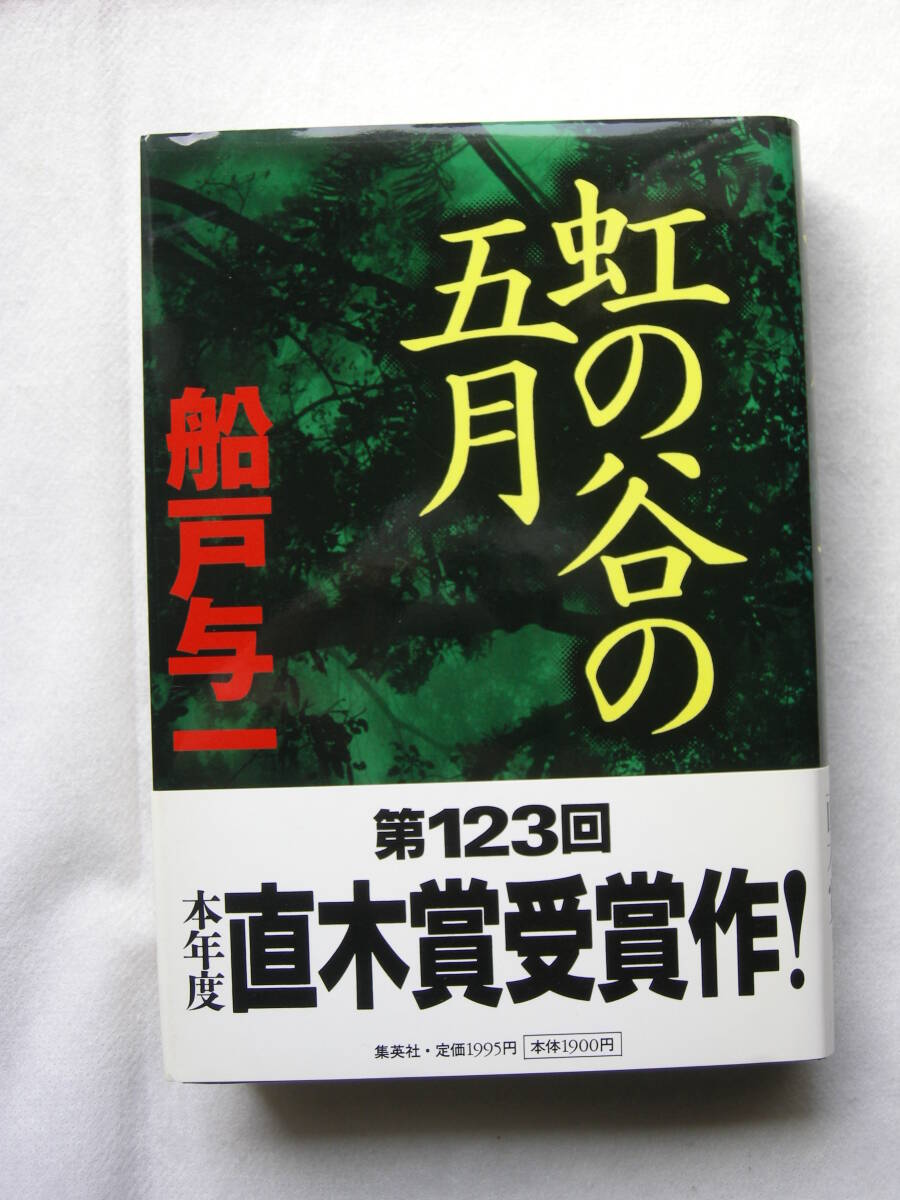 虹の谷の
五月
船戸与一
第123回
本年度
直木賞受賞作!
集英社・定価1995円 本体1900円